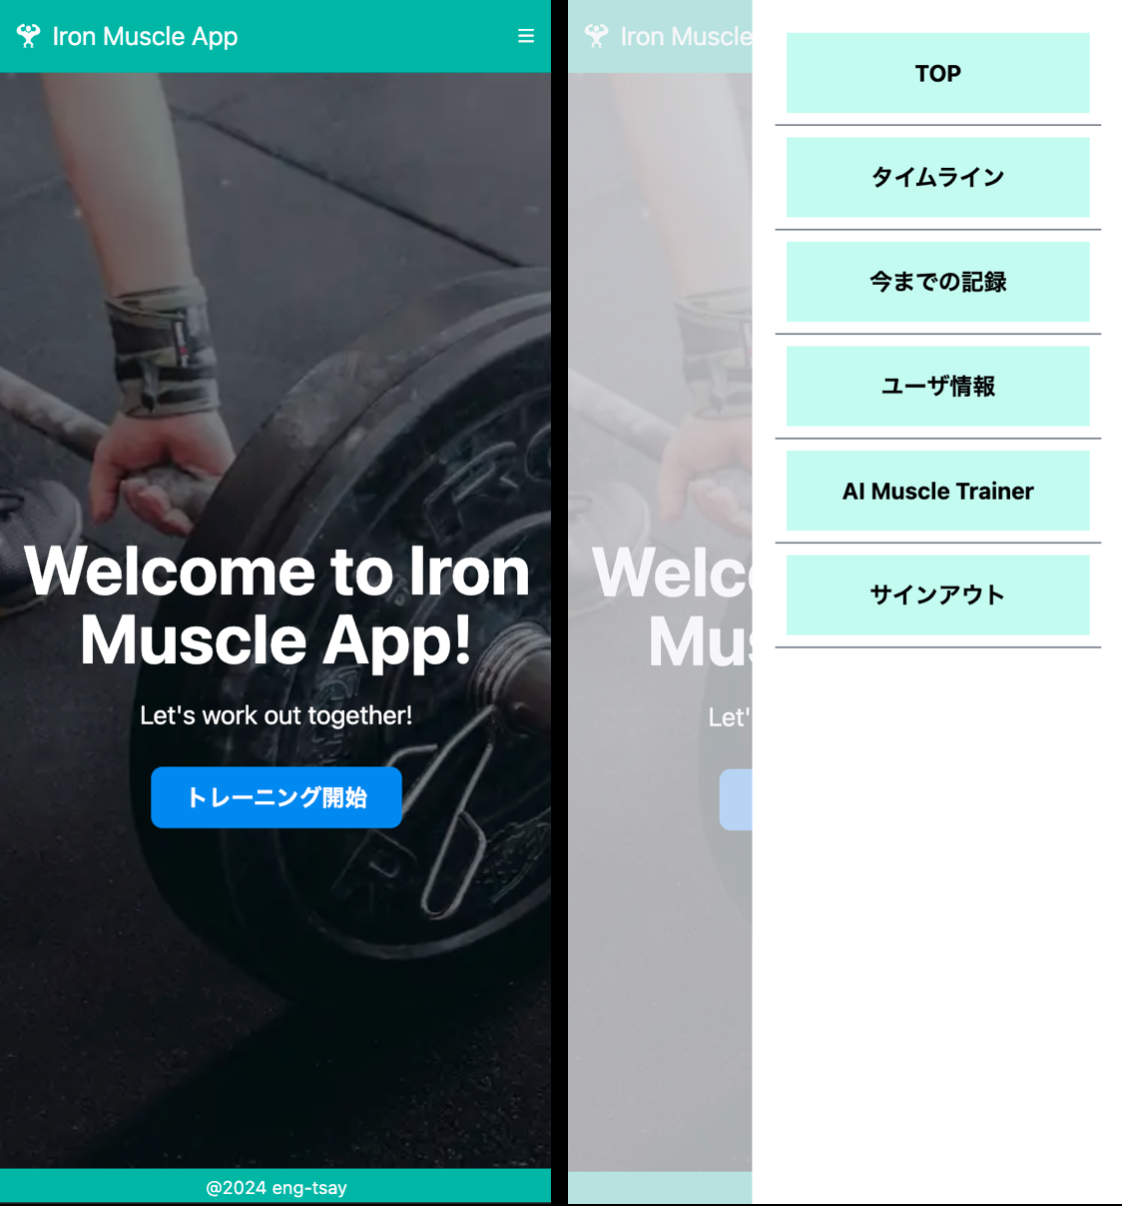 Iron Muscle App
Welcome to Iron
Muscle App!
Let's work out together!
トレーニング開始
@2024 eng-tsay
Iron Muscle
Welc
Mus
Let'
TOP
タイムライン
今までの記録
ユーザ情報
AI Muscle Trainer
サインアウト